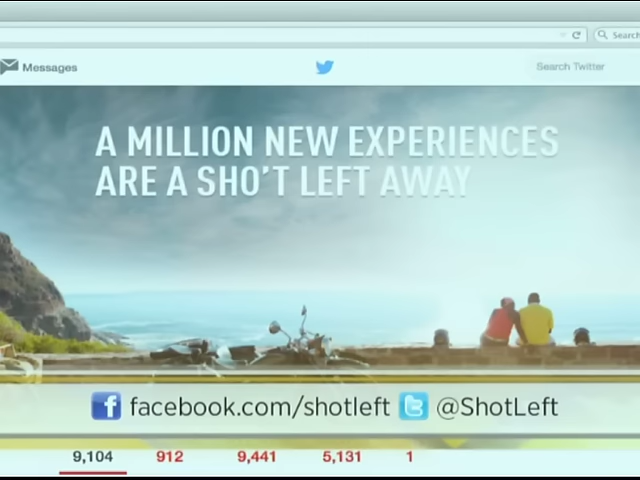 Search
Messages
Search Twitter
A MILLION NEW EXPERIENCES
ARE A SHO'T LEFT AWAY
facebook.com/shotleft @ShotLeft
9,104 912 9,441 5,131 1